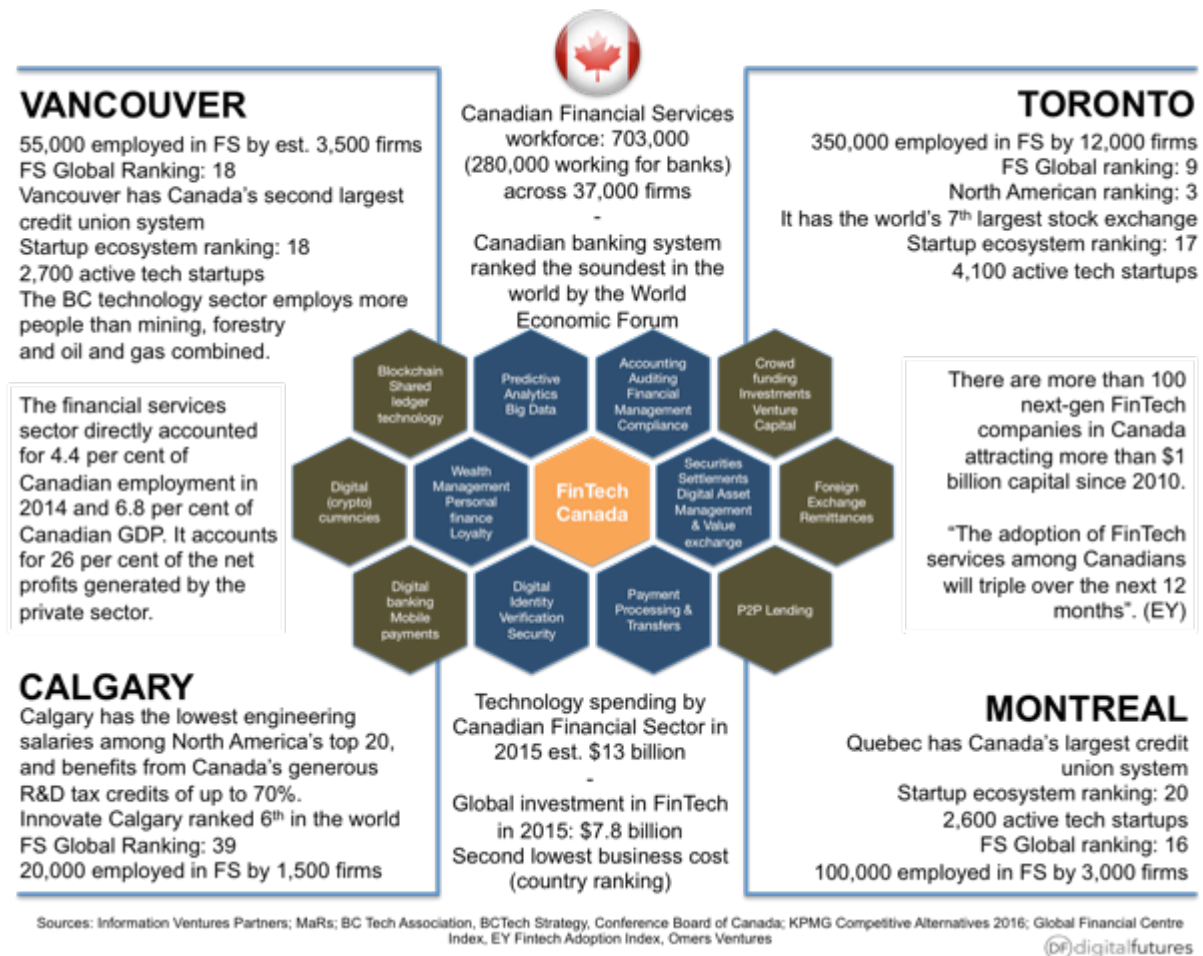 VANCOUVER
55,000 employed in FS by est. 3,500 firms
FS Global Ranking: 18
Vancouver has Canada's second largest
credit union system
Startup ecosystem ranking: 18
2,700 active tech startups
The BC technology sector employs more
people than mining, forestry
and oil and gas combined.
Canadian Financial Services
workforce: 703,000
(280,000 working for banks)
across 37,000 firms
-
Canadian banking system
ranked the soundest in the
world by the World
Economic Forum
TORONTO
350,000 employed in FS by 12,000 firms
FS Global ranking: 9
North American ranking: 3
It has the world's 7th largest stock exchange
Startup ecosystem ranking: 17
4,100 active tech startups
The financial services
sector directly accounted
for 4.4 per cent of
Canadian employment in
2014 and 6.8 per cent of
Canadian GDP. It accounts
for 26 per cent of the net
profits generated by the
private sector.
Blockchain
Shared
ledger
technology
Predictive
Analytics
Big Data
Accounting
Auditing
Financial
Management
Compliance
Crowd
funding
Investments
Venture
Capital
Digital
(crypto)
currencies
Wealth
Management
Personal
finance
Loyalty
FinTech
Canada
Securities
Settlements
Digital Asset
Management
& Value
exchange
Foreign
Exchange
Remittances
Digital
banking
Mobile
payments
Digital
Identity
Verification
Security
Payment
Processing &
Transfers
P2P Lending
There are more than 100
next-gen FinTech
companies in Canada
attracting more than $1
billion capital since 2010.
"The adoption of FinTech
services among Canadians
will triple over the next 12
months". (EY)
CALGARY
Calgary has the lowest engineering
salaries among North America's top 20,
and benefits from Canada's generous
R&D tax credits of up to 70%.
Innovate Calgary ranked 6th in the world
FS Global Ranking: 39
20,000 employed in FS by 1,500 firms
Technology spending by
Canadian Financial Sector in
2015 est. $13 billion
-
Global investment in FinTech
in 2015: $7.8 billion
Second lowest business cost
(country ranking)
MONTREAL
Quebec has Canada's largest credit
union system
Startup ecosystem ranking: 20
2,600 active tech startups
FS Global ranking: 16
100,000 employed in FS by 3,000 firms
Sources: Information Ventures Partners; MaRs; BC Tech Association, BCTech Strategy, Conference Board of Canada; KPMG Competitive Alternatives 2016; Global Financial Centre
Index, EY Fintech Adoption Index, Omers Ventures
DF digitalfutures